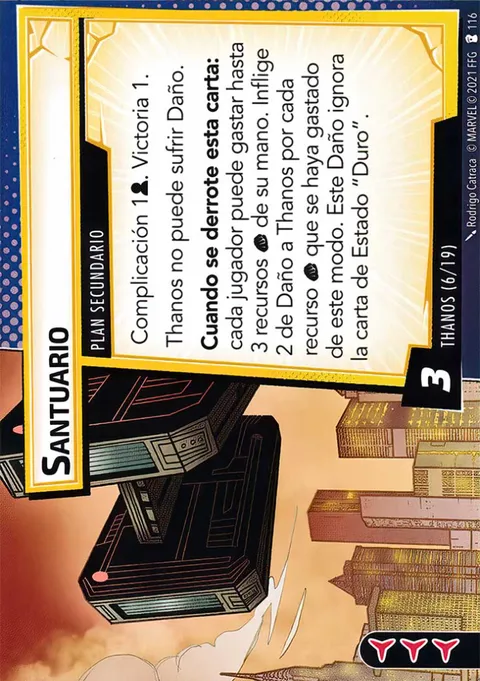 SANTUARIO
PLAN SECUNDARIO
Complicación 1. Victoria 1.
Thanos no puede sufrir Daño.
Cuando se derrote esta carta:
cada jugador puede gastar hasta
3 recursos de su mano. Inflige
2 de Daño a Thanos por cada
recurso que se haya gastado
de este modo. Este Daño ignora
la carta de Estado “Duro”.
3
THANOS (6/19)
Rodrigo Catraca © MARVEL © 2021 FFG 116